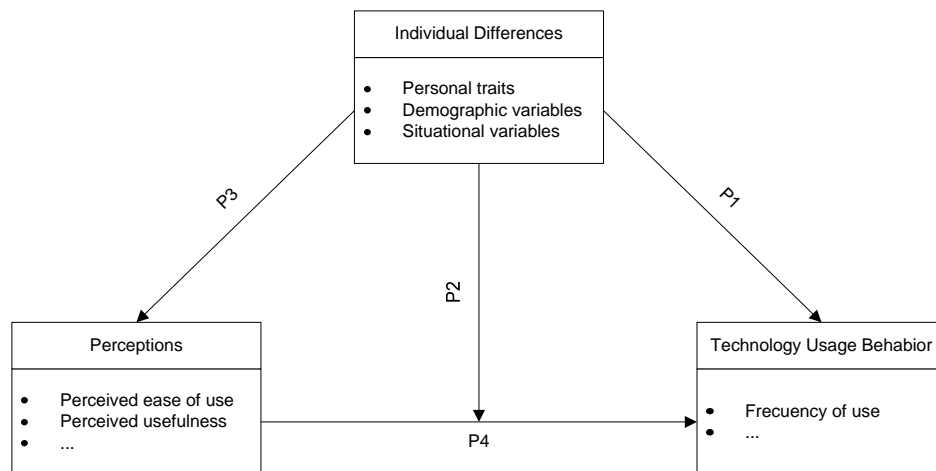 Individual Differences
• Personal traits
• Demographic variables
• Situational variables
P3
P1
P2
Perceptions
• Perceived ease of use
• Perceived usefulness
• ...
Technology Usage Behabior
• Frecuency of use
• ...
P4